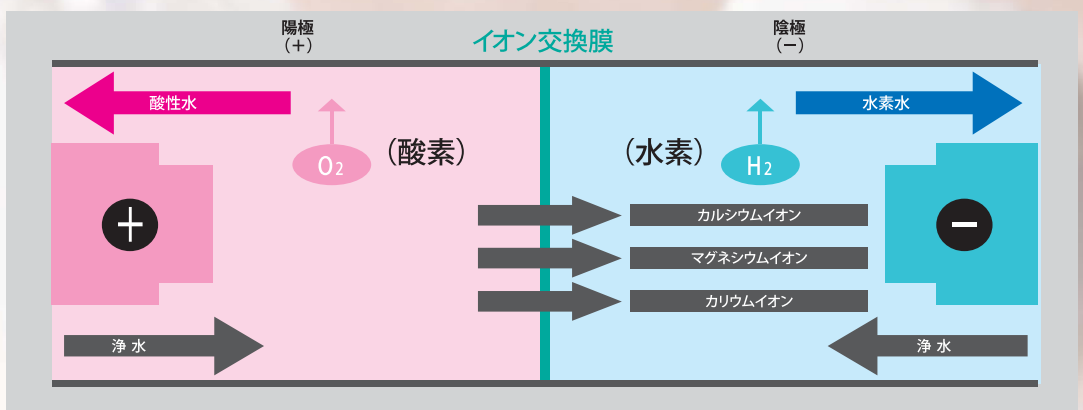 陽極
(+)
イオン交換膜
陰極
(−)
酸性水
水素水
O2
(酸素)
(水素)
H2
カルシウムイオン
マグネシウムイオン
カリウムイオン
+
−
浄水
浄水